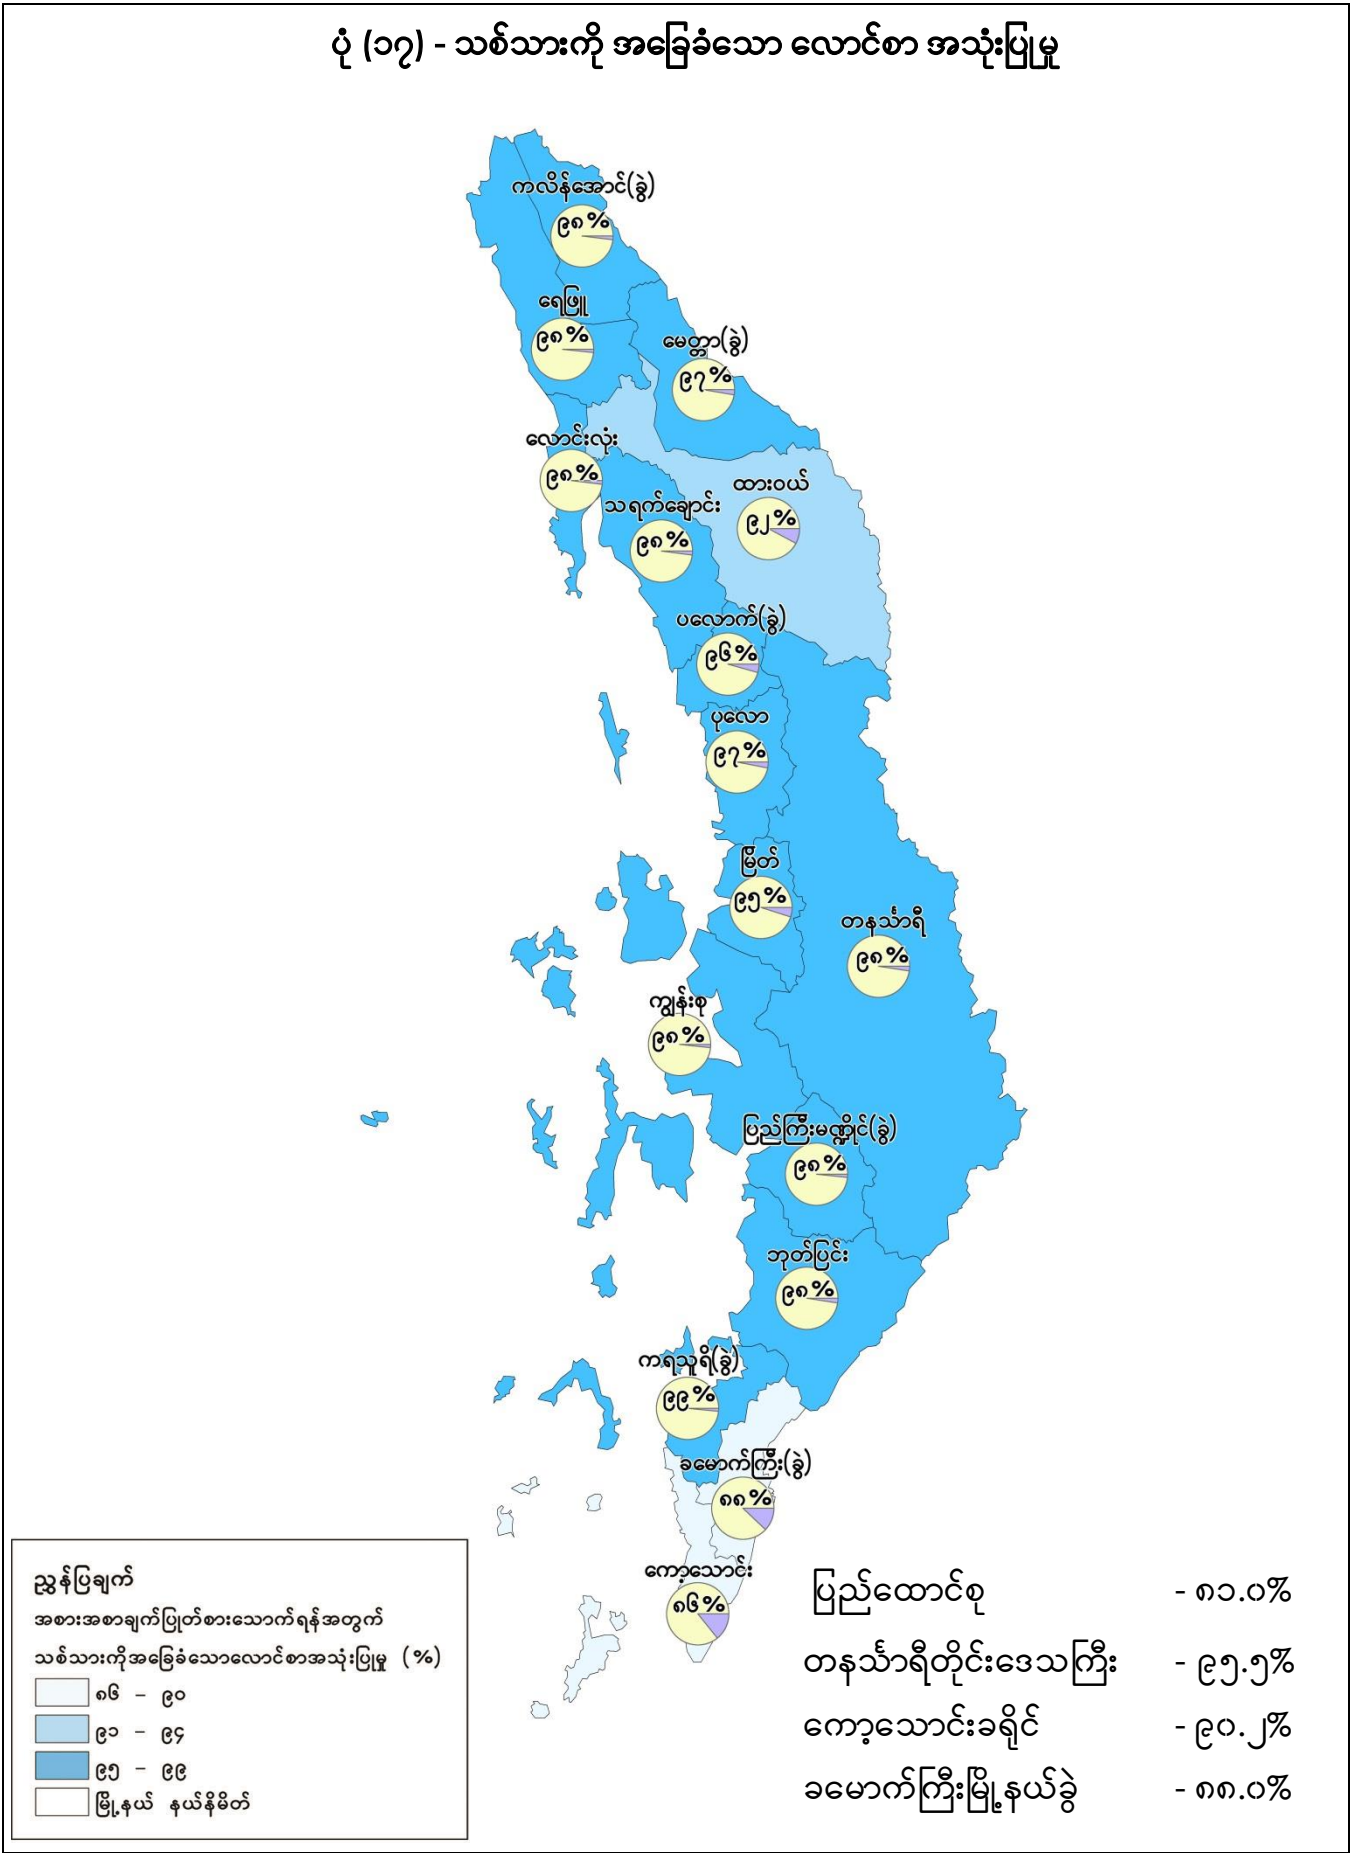 ပုံ (၁၇) - သစ်သားကို အခြေခံသော လောင်စာ အသုံးပြုမှု
ကလိန်အောင်(ခွဲ)
၉၈%
ရေဖြူ
၉၈%
မေတ္တာ(ခွဲ)
၉၇%
လောင်းလုံး
၉၈%
ထားဝယ်
၉၂%
သရက်ချောင်း
၉၈%
ပလောက်(ခွဲ)
၉၆%
ပုလော
၉၇%
မြိတ်
၉၅%
တနင်္သာရီ
၉၈%
ကျွန်းစု
၉၈%
ပြည်ကြီးမဏ္ဍိုင်(ခွဲ)
၉၈%
ဘုတ်ပြင်း
၉၈%
ကရသူရိ(ခွဲ)
၉၉%
ခမောက်ကြီး(ခွဲ)
၈၈%
ကော့သောင်း
၈၆%
ညွှန်ပြချက်
အစားအစာချက်ပြုတ်စားသောက်ရန်အတွက်
သစ်သားကိုအခြေခံသောလောင်စာအသုံးပြုမှု (%)
၈၆ – ၉၀
၉၁ – ၉၄
၉၅ – ၉၉
မြို့နယ် နယ်နိမိတ်
ပြည်ထောင်စု - ၈၁.၀%
တနင်္သာရီတိုင်းဒေသကြီး - ၉၅.၅%
ကော့သောင်းခရိုင် - ၉၀.၂%
ခမောက်ကြီးမြို့နယ်ခွဲ - ၈၈.၀%